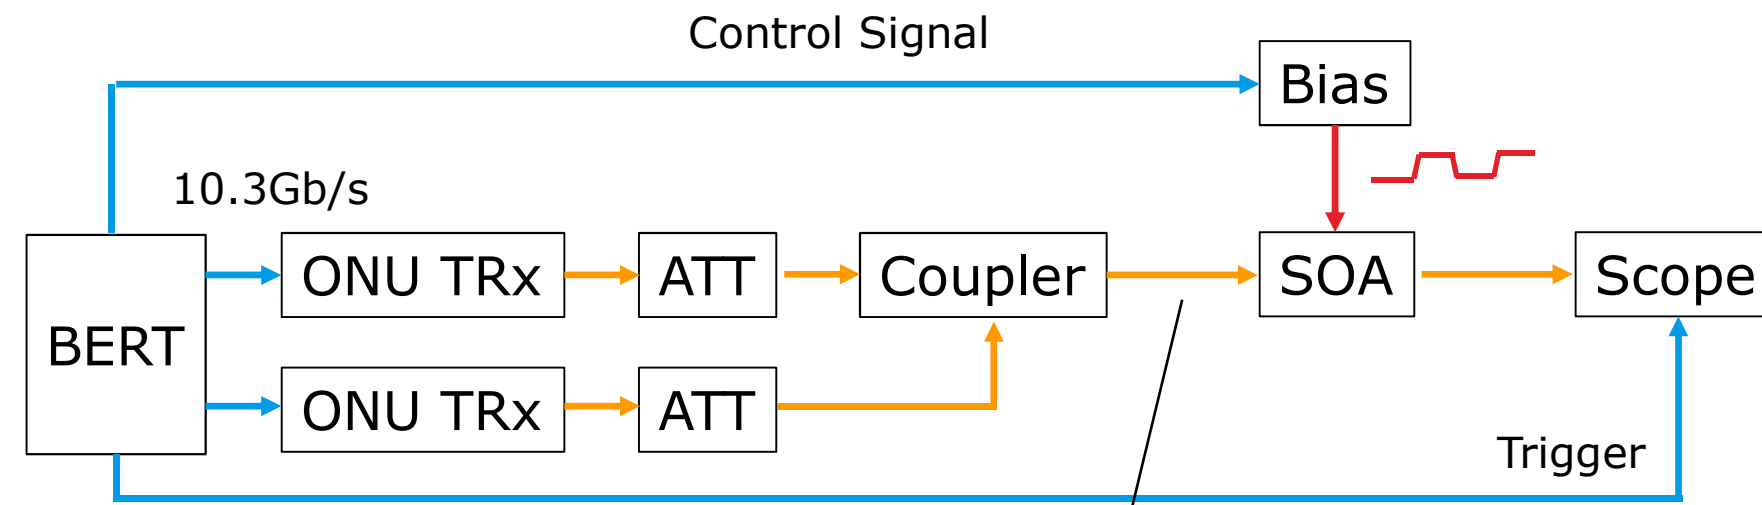 Control Signal
Bias
10.3Gb/s
BERT
ONU TRx
ATT
Coupler
SOA
Scope
ONU TRx
ATT
Trigger